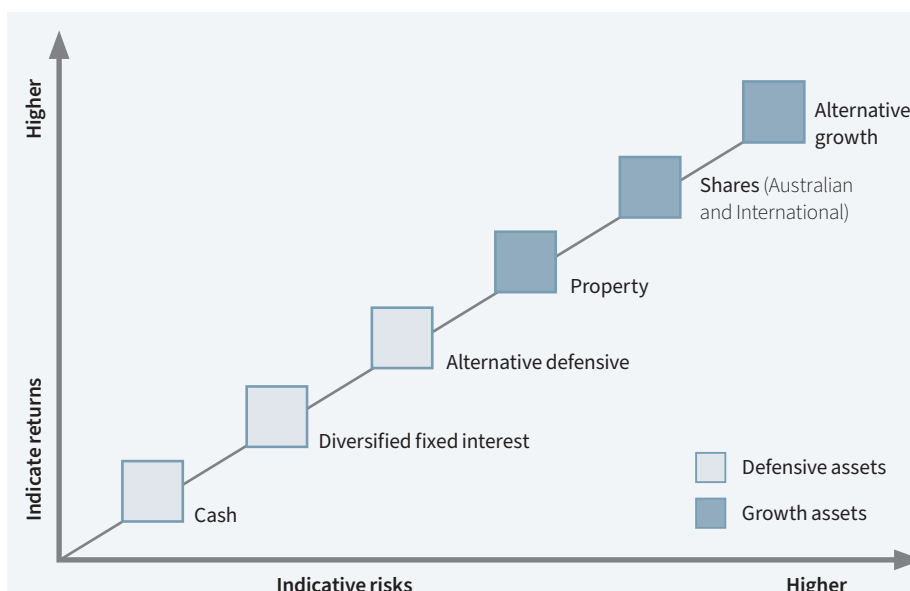 Higher
Alternative
growth
Shares (Australian
and International)
Property
Alternative defensive
Indicate returns
Diversified fixed interest
Defensive assets
Cash
Growth assets
Indicative risks
Higher